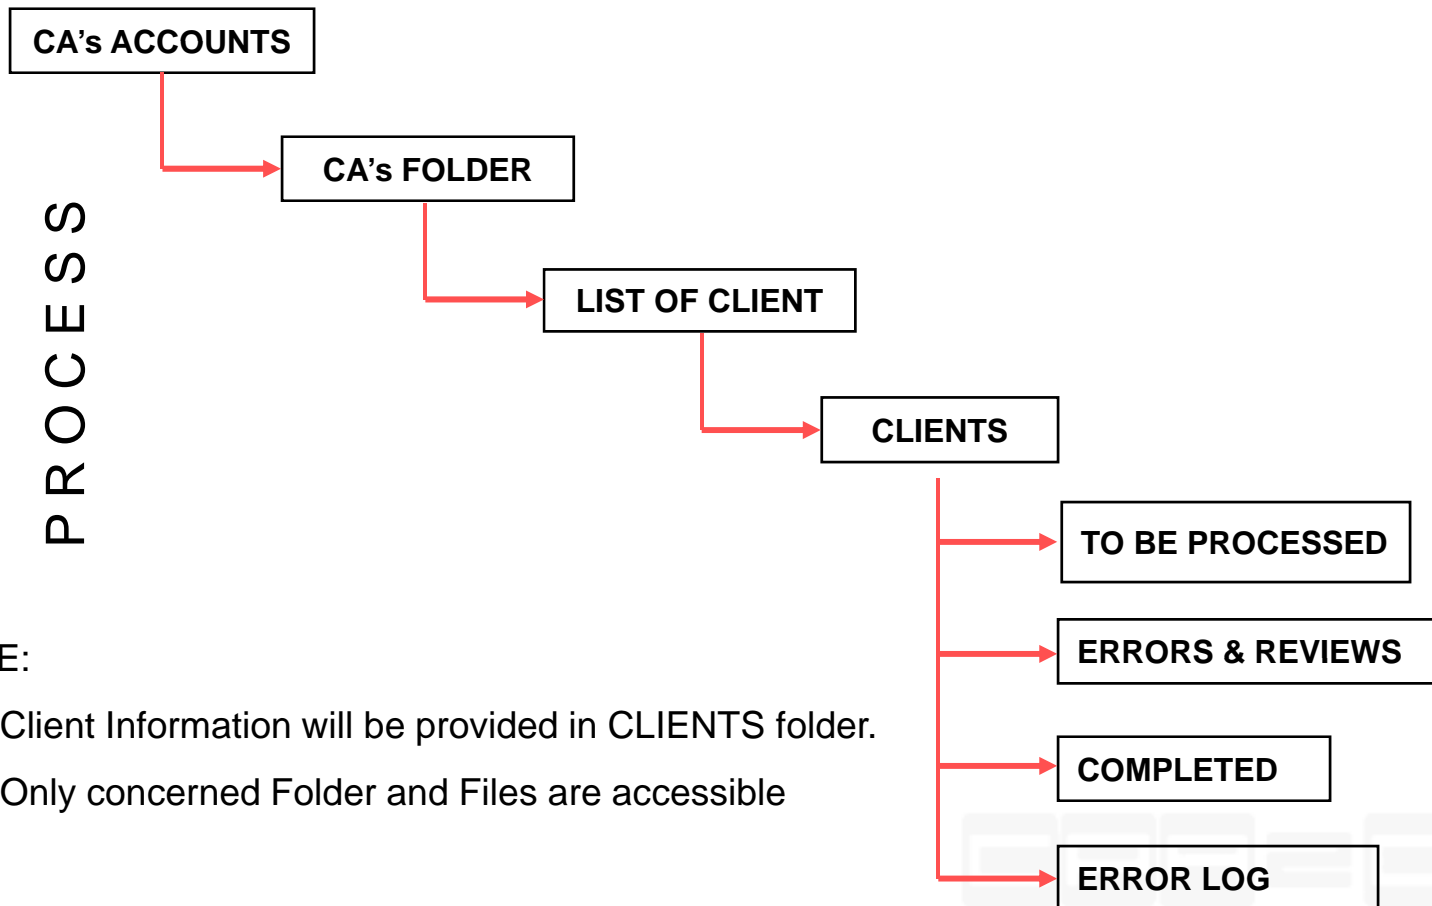 CA’s ACCOUNTS
CA’s FOLDER
LIST OF CLIENT
CLIENTS
PROCESS
TO BE PROCESSED
ERRORS & REVIEWS
E:
Client Information will be provided in CLIENTS folder.
COMPLETED
Only concerned Folder and Files are accessible
ERROR LOG